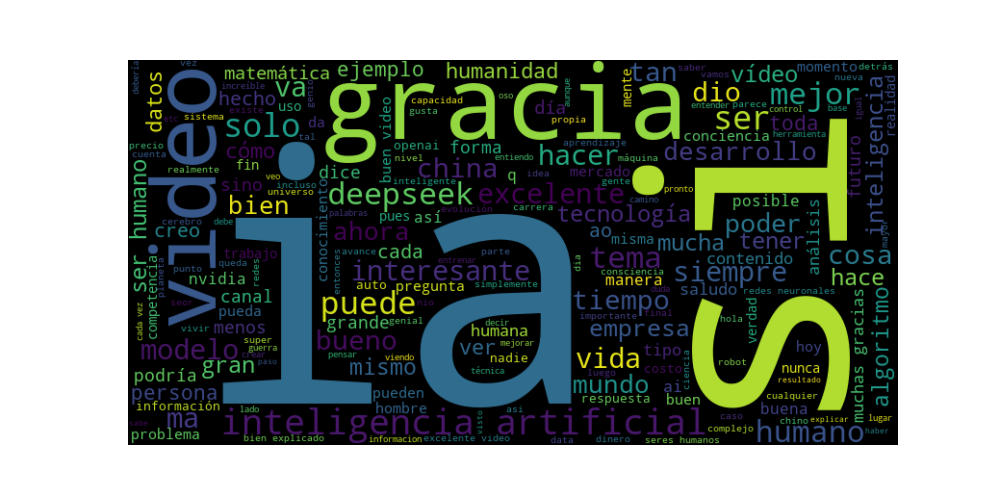 ia
gracia
si
video
inteligencia artificial
deepseek
excelente
china
hacer
ser
mejor
dio
tan
vídeo
momento
detrás
humanidad
ejemplo
matemática
va
hecho
uso
solo
datos
cómo
fin
dice
bien
sino
ahora
cada
interesante
puede
bueno
grande
mismo
modelo
gran
menos
canal
nvidia
creo
ser humano
competencia
podría
persona
información
problema
ma
trabajo
pueda
punto
queda
vivir
super
guerra
crear
pensar
viendo
auto
pregunta
genial
decir
humana
ver
nadie
mejorar
técnica
simplemente
parte
palabras
evolución
entrenar
avance
entonces
conocimiento
buen video
openai
forma
nivel
q
inteligente
pues
así
carrera
idea
entiendo
aprendizaje
capacidad
gusta
día
oso
propia
aunque
mente
conciencia
toda
desarrollo
mercado
máquina
gente
camino
pronto
tecnología
ao
misma
mucha
tema
siempre
manera
tiempo
saludo
importante
empresa
final
vida
mundo
tipo
costo
luego
respuesta
ai
buen
ciencia
robot
hola
verdad
redes neuronales
contenido
tener
poder
posible
análisis
cosa
hace
algoritmo
muchas gracias
hoy
nunca
resultado
cualquier
buena
chino
explicar
lugar
caso
complejo
humano
haber
seres humanos
dinero
data
excelente video
informacion
bien explicado
lado
hombre
pueden
asi
visto
inteligencia
realidad
futuro
igual
mayor
herramienta
control
base
nueva
parece
entender
vamos
saber
existe
increible
sistema
genio
tal
da
incluso
universo
veo
realmente
cuenta
precio
etc
vez
debería
cerebro
debe
planeta
cada vez
redes
consciencia
duda
dia